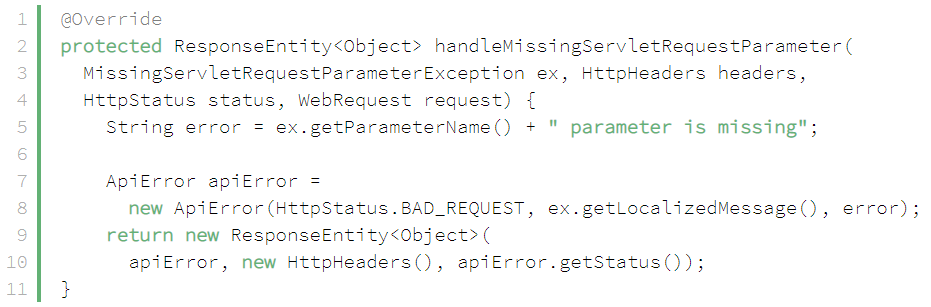 1 @Override
2 protected ResponseEntity<Object> handleMissingServletRequestParameter(
3 MissingServletRequestParameterException ex, HttpHeaders headers,
4 HttpStatus status, WebRequest request) {
5 String error = ex.getParameterName() + " parameter is missing";
6
7 ApiError apiError =
8 new ApiError(HttpStatus.BAD_REQUEST, ex.getLocalizedMessage(), error);
9 return new ResponseEntity<Object>(
10 apiError, new HttpHeaders(), apiError.getStatus());
11 }